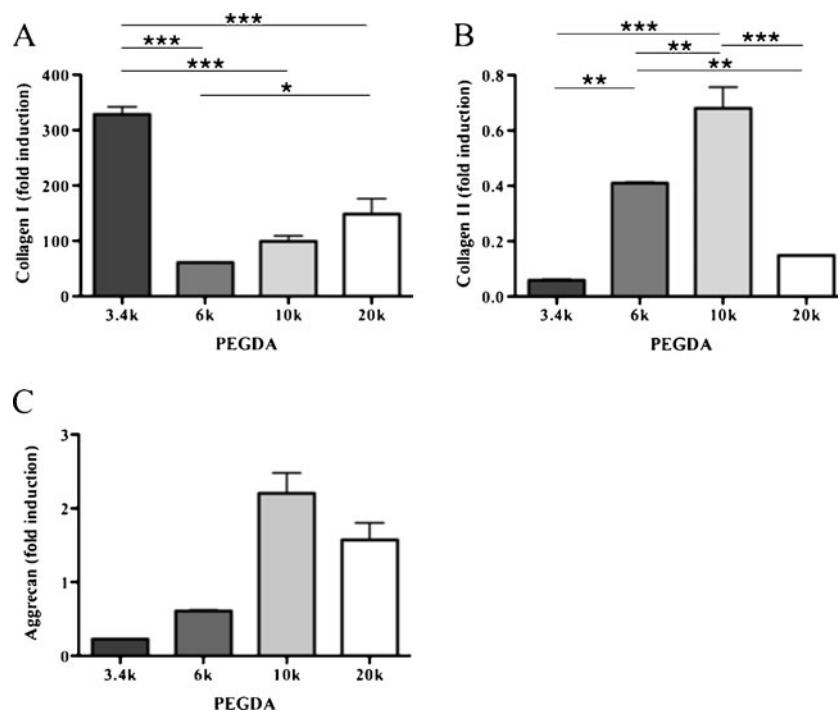 A
***
***
***
*
Collagen I (fold induction)
400
300
200
100
0
3.4k 6k 10k 20k
PEGDA
B
***
** ***
**
**
Collagen II (fold induction)
0.8
0.6
0.4
0.2
0.0
3.4k 6k 10k 20k
PEGDA
C
Aggrecan (fold induction)
3
2
1
0
3.4k 6k 10k 20k
PEGDA